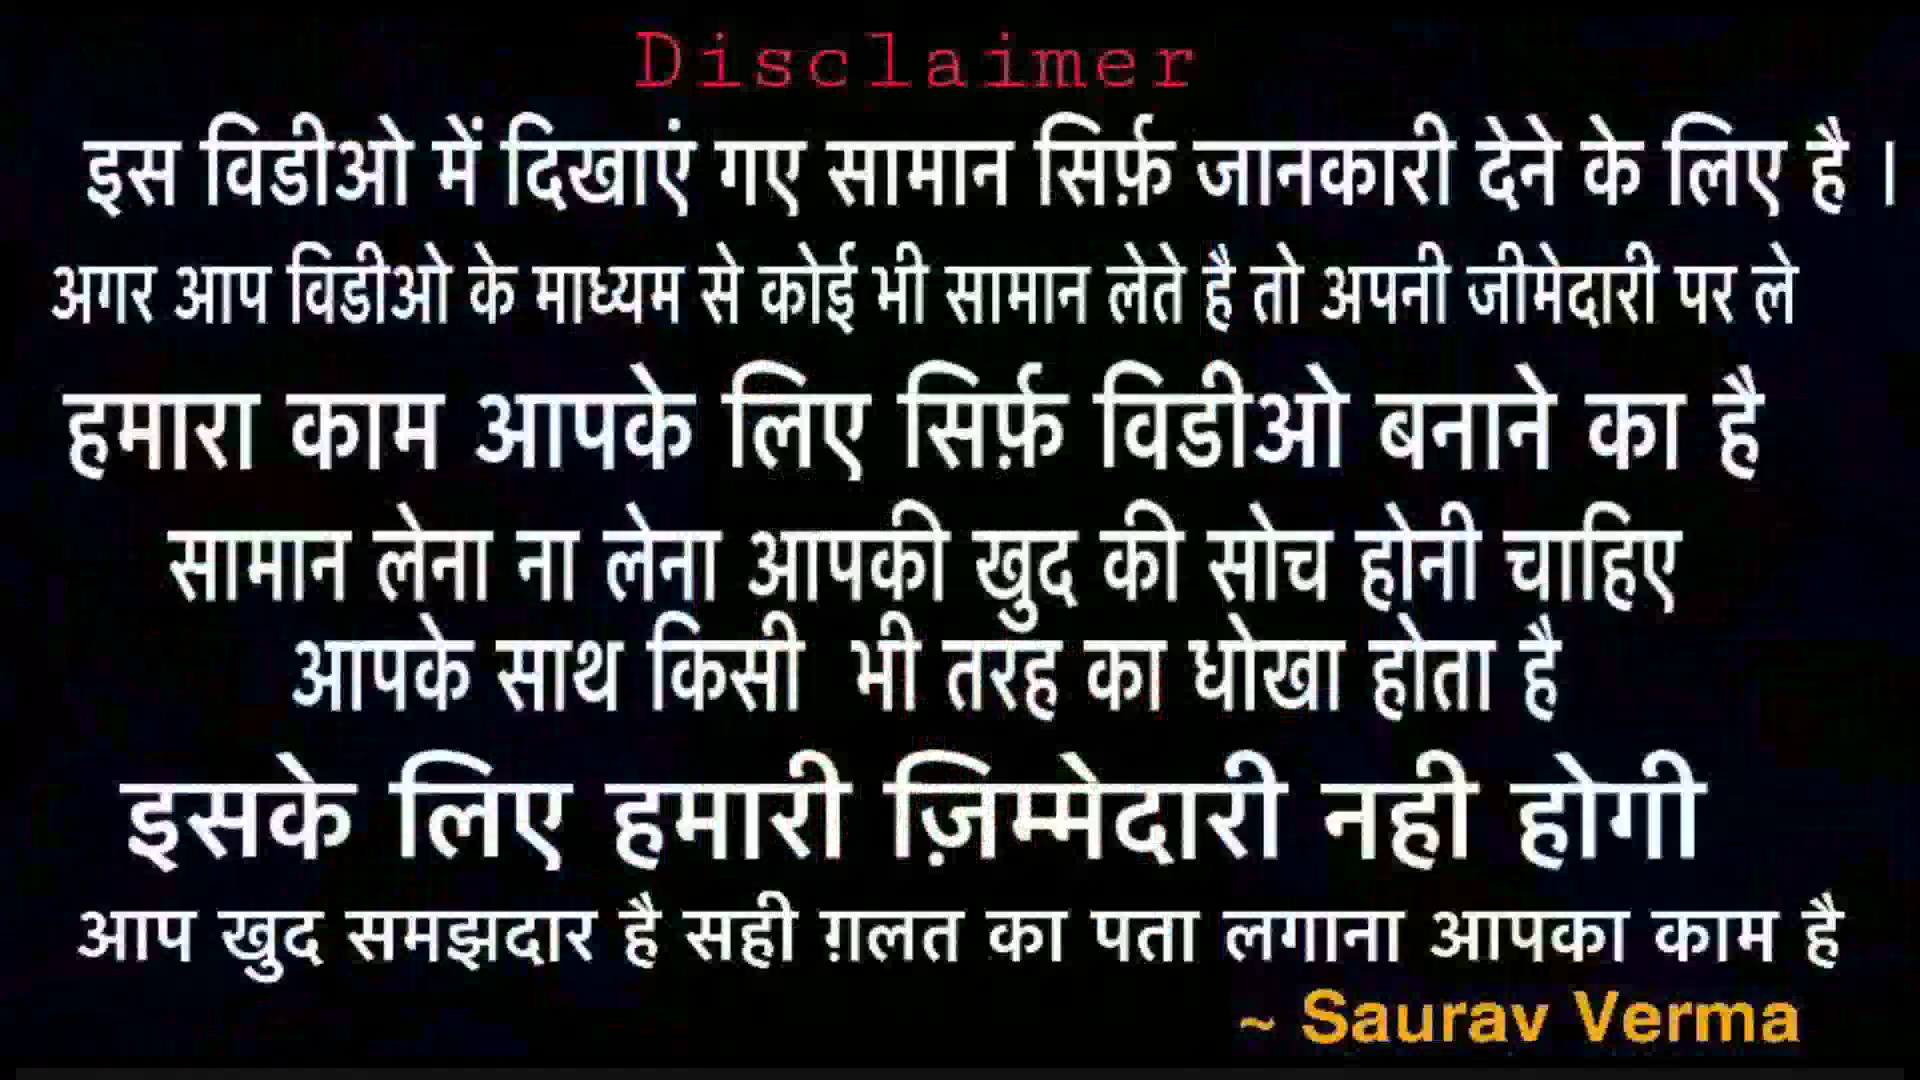 Disclaimer
इस विडीओ में दिखाएं गए सामान सिर्फ़ जानकारी देने के लिए है ।
अगर आप विडीओ के माध्यम से कोई भी सामान लेते है तो अपनी जीमेदारी पर ले
हमारा काम आपके लिए सिर्फ़ विडीओ बनाने का है
सामान लेना ना लेना आपकी खुद की सोच होनी चाहिए
आपके साथ किसी भी तरह का धोखा होता है
इसके लिए हमारी ज़िम्मेदारी नही होगी
आप खुद समझदार है सही ग़लत का पता लगाना आपका काम है
~ Saurav Verma